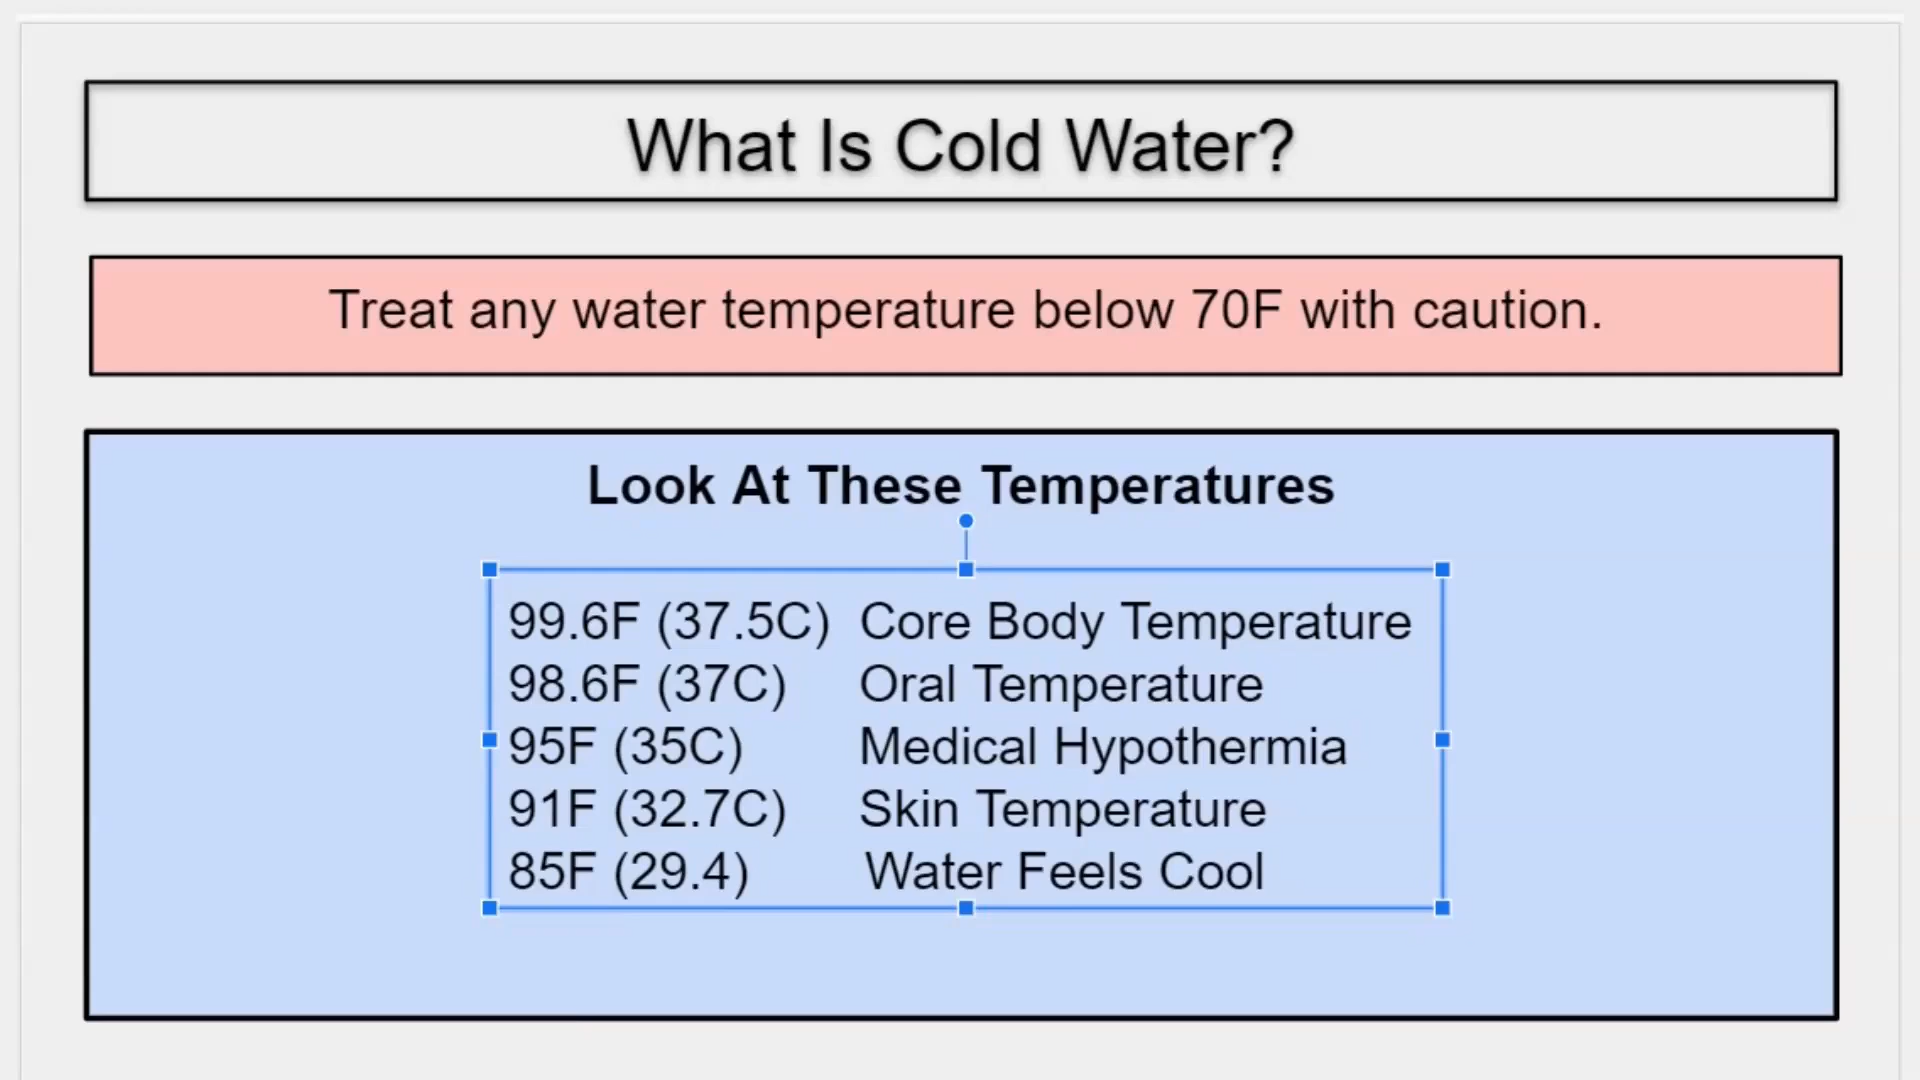 What Is Cold Water?
Treat any water temperature below 70F with caution.
Look At These Temperatures
99.6F (37.5C) Core Body Temperature
98.6F (37C) Oral Temperature
95F (35C) Medical Hypothermia
91F (32.7C) Skin Temperature
85F (29.4) Water Feels Cool